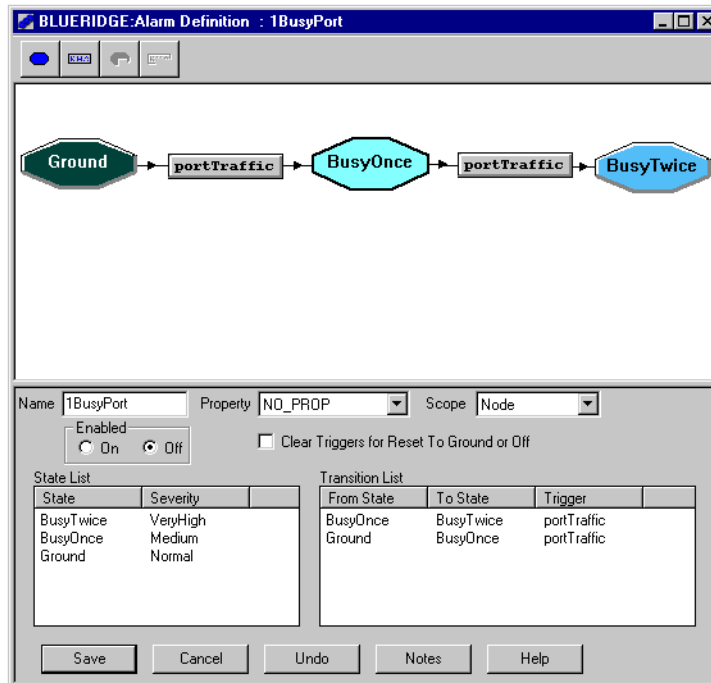 BLUERIDGE:Alarm Definition : 1BusyPort
Ground portTraffic BusyOnce portTraffic BusyTwice
Name 1BusyPort Property NO_PROP Scope Node
Enabled
On Off Clear Triggers for Reset To Ground or Off
State List Transition List
State Severity From State To State Trigger
BusyTwice VeryHigh BusyOnce BusyTwice portTraffic
BusyOnce Medium Ground BusyOnce portTraffic
Ground Normal
Save Cancel Undo Notes Help